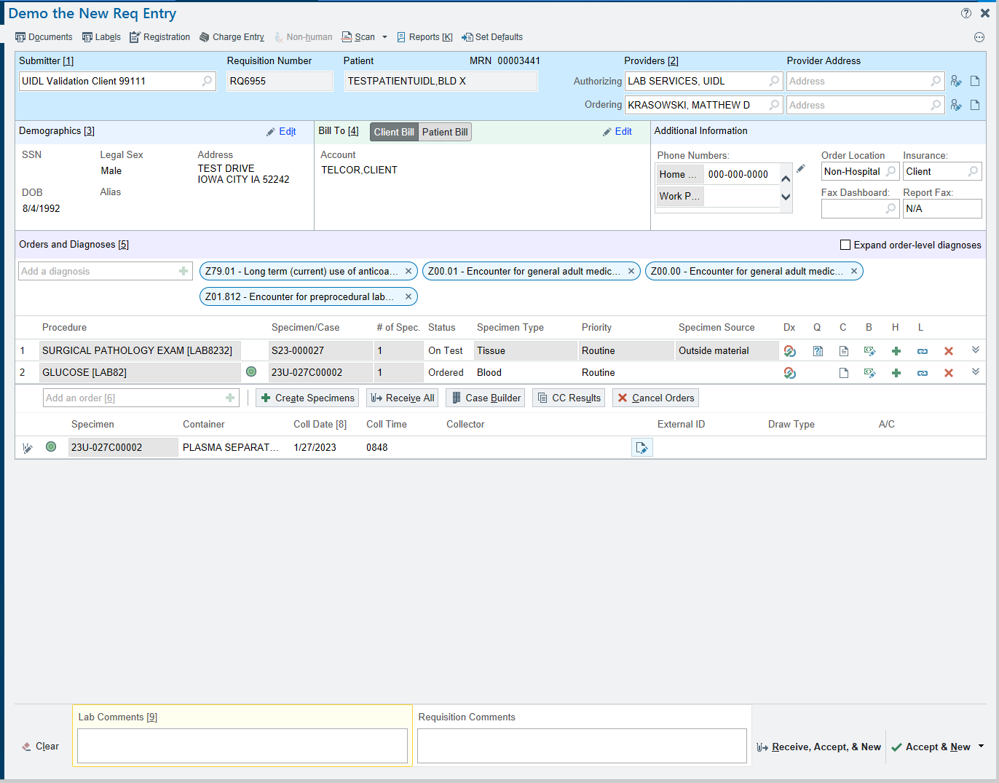 Demo the New Req Entry
Documents Labels Registration Charge Entry Non-human Scan Reports [K] Set Defaults
Submitter [1] Requisition Number Patient MRN 00003441 Providers [2] Provider Address
UIDL Validation Client 99111 RQ6955 TESTPATIENTUIDL,BLD X Authorizing LAB SERVICES, UIDL Address
Ordering KRASOWSKI, MATTHEW D Address
Demographics [3] Edit Bill To [4] Client Bill Patient Bill Edit Additional Information
SSN Legal Sex Address Account Phone Numbers: Order Location Insurance:
Male TEST DRIVE TELCOR,CLIENT Home ... 000-000-0000 Non-Hospital Client
IOWA CITY IA 52242
DOB Alias Work P... Fax Dashboard: Report Fax:
8/4/1992 N/A
Orders and Diagnoses [5] Expand order-level diagnoses
Add a diagnosis Z79.01 - Long term (current) use of anticoa... Z00.01 - Encounter for general adult medic... Z00.00 - Encounter for general adult medic...
Z01.812 - Encounter for preprocedural lab...
Procedure Specimen/Case # of Spec. Status Specimen Type Priority Specimen Source Dx Q C B H L
1 SURGICAL PATHOLOGY EXAM [LAB8232] S23-000027 1 On Test Tissue Routine Outside material
2 GLUCOSE [LAB82] 23U-027C00002 1 Ordered Blood Routine
Add an order [6] Create Specimens Receive All Case Builder CC Results Cancel Orders
Specimen Container Coll Date [8] Coll Time Collector External ID Draw Type A/C
23U-027C00002 PLASMA SEPARAT... 1/27/2023 0848
Lab Comments [9] Requisition Comments
Clear Receive, Accept, & New Accept & New